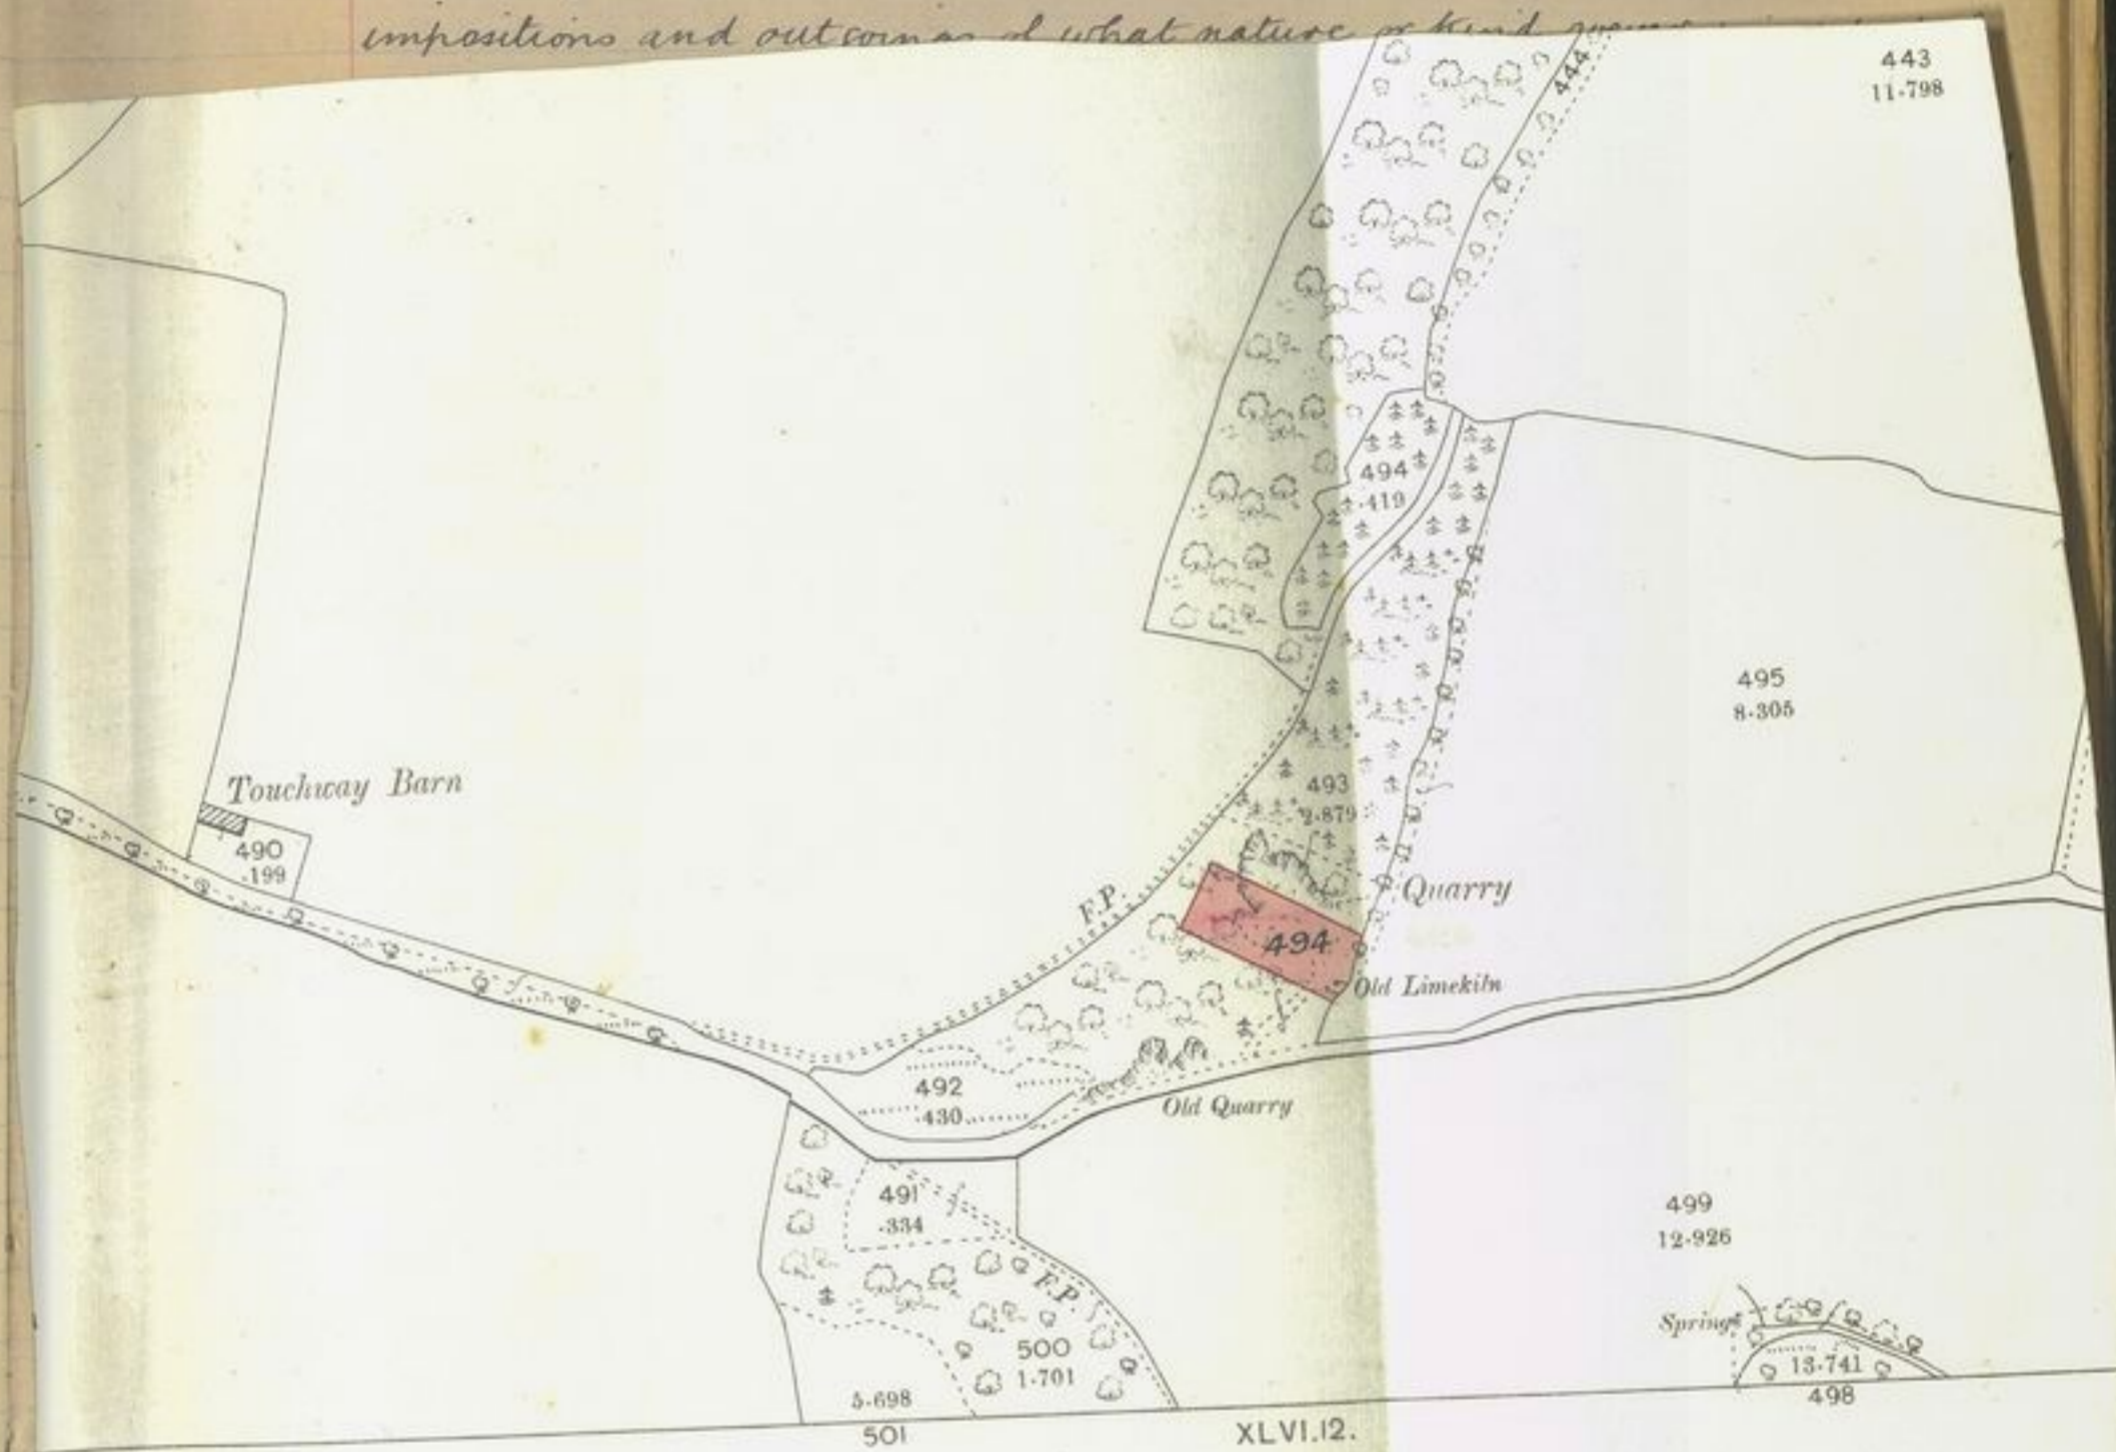 impositions and outcomings of what nature or kind
443
11·798
444
494
·419
495
8·305
Touchway Barn
490
·199
493
2·879
F.P.
Quarry
494
Old Limekiln
492
·430
Old Quarry
491
·334
499
12·926
F.P.
500
1·701
Springs
13·741
498
5·698
501
XLVI.12.